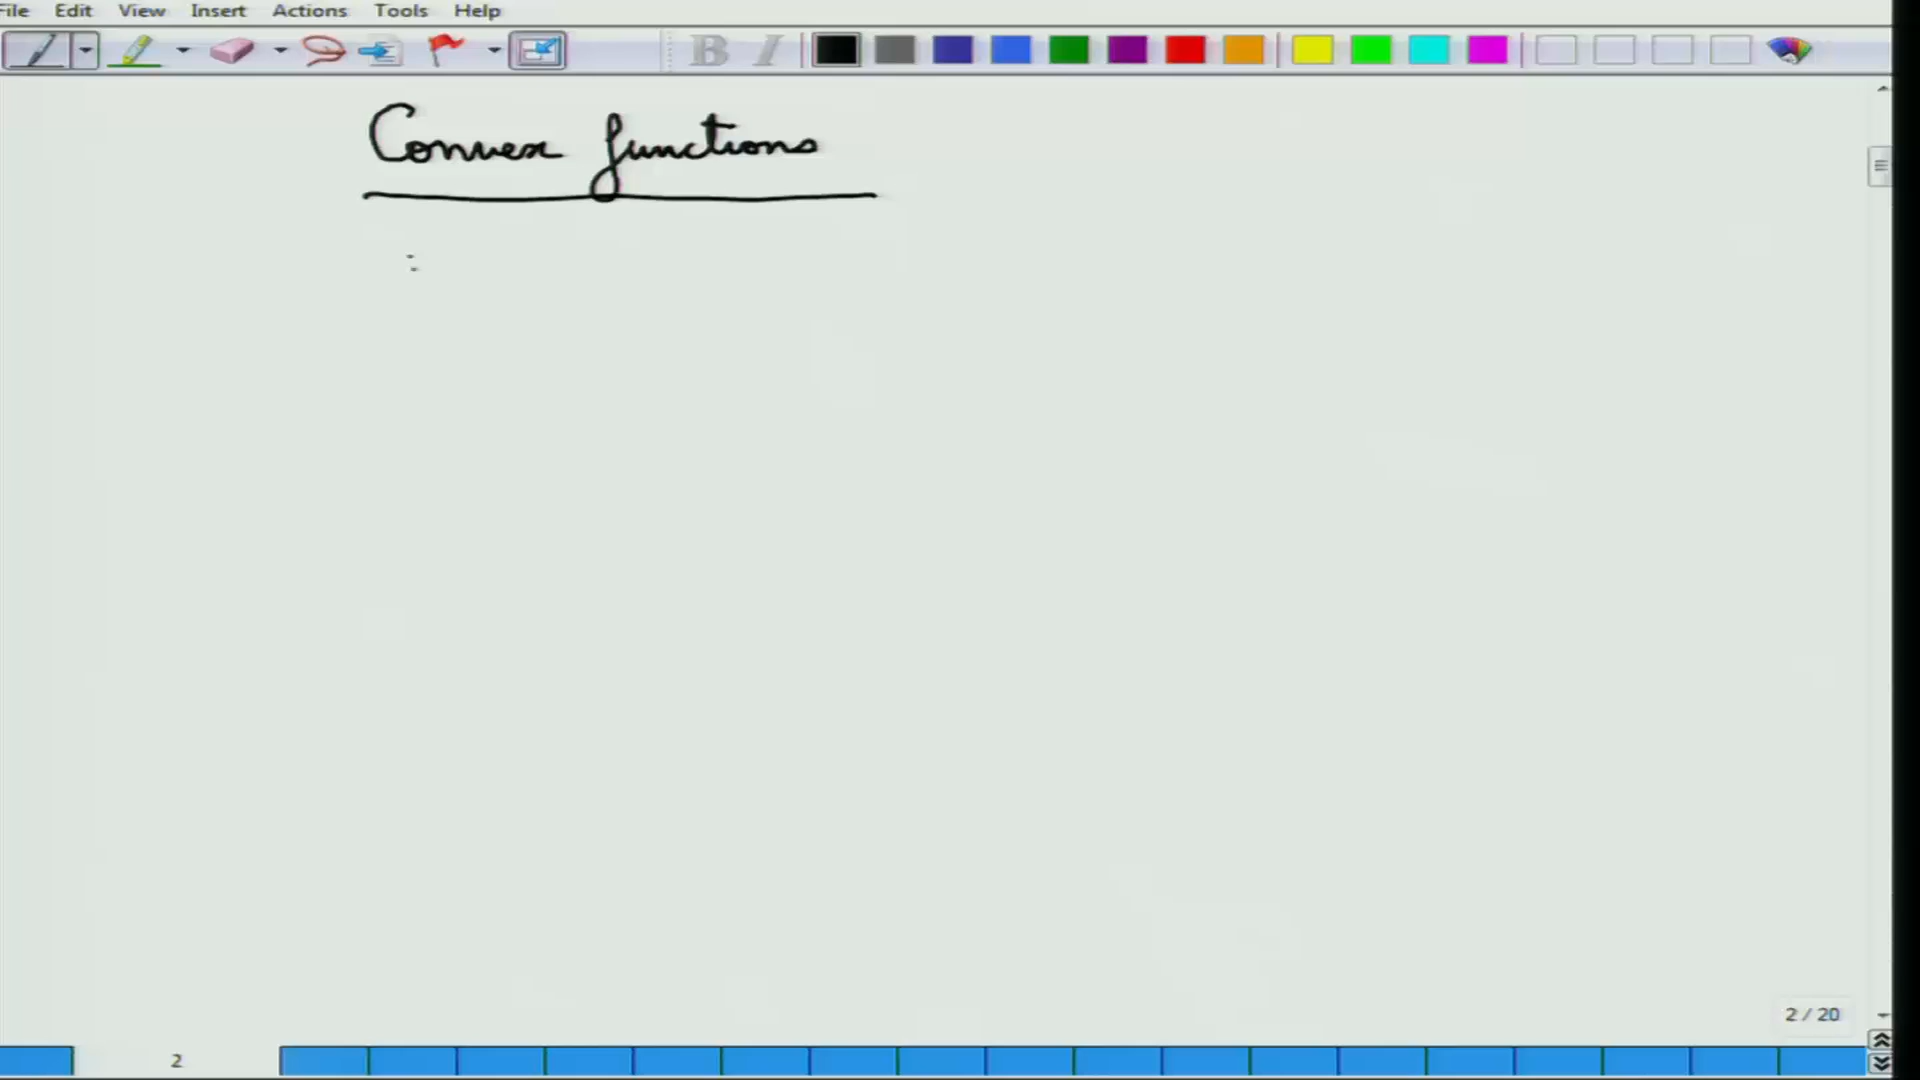 File Edit View Insert Actions Tools Help
B I
Convex functions
2 / 20
2